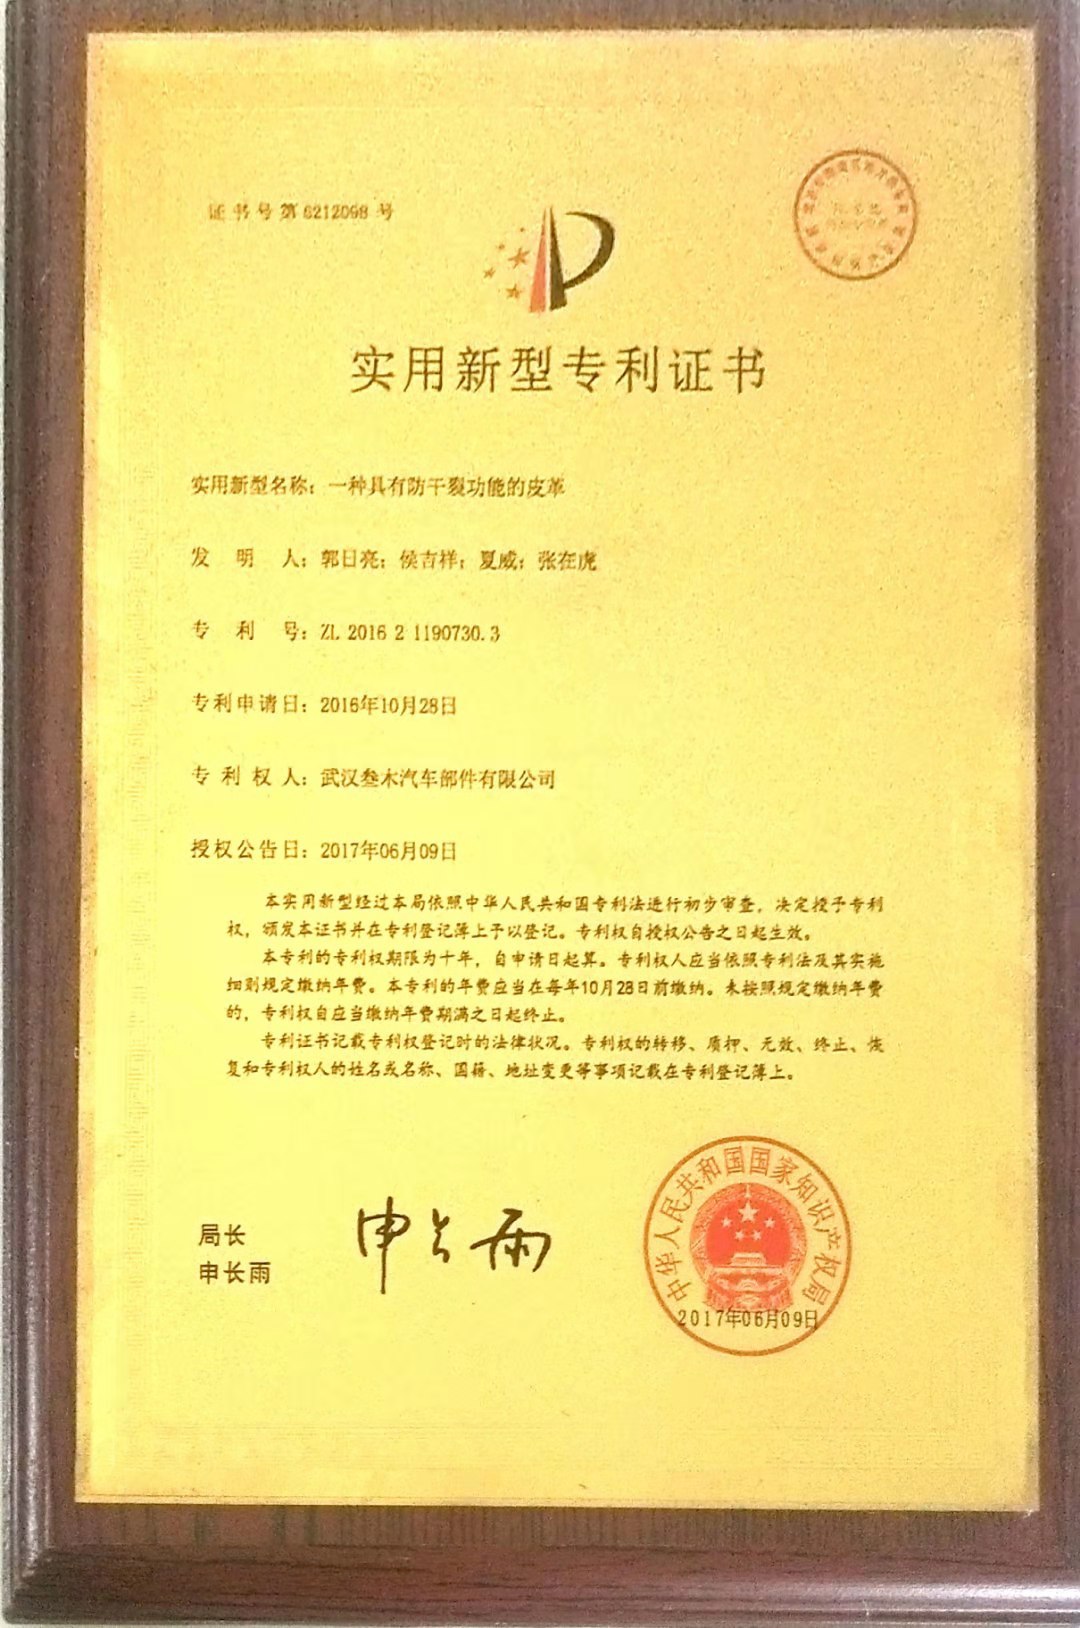 证书号第6212098号
实用新型专利证书
实用新型名称：一种具有防干裂功能的皮革
发明人：郭日亮；侯吉祥；夏威；张在虎
专利号：ZL 2016 2 1190730.3
专利申请日：2016年10月28日
专利权人：武汉叁木汽车部件有限公司
授权公告日：2017年06月09日
本实用新型经过本局依照中华人民共和国专利法进行初步审查，决定授予专利
权，颁发本证书并在专利登记簿上予以登记。专利权自授权公告之日起生效。
本专利的专利权期限为十年，自申请日起算。专利权人应当依照专利法及其实施
细则规定缴纳年费。本专利的年费应当在每年10月28日前缴纳。未按照规定缴纳年费
的，专利权自应当缴纳年费期满之日起终止。
专利证书记载专利权登记时的法律状况。专利权的转移、质押、无效、终止、恢
复和专利权人的姓名或名称、国籍、地址变更等事项记载在专利登记簿上。
局长
申长雨
申长雨
中华人民共和国国家知识产权局
2017年06月09日